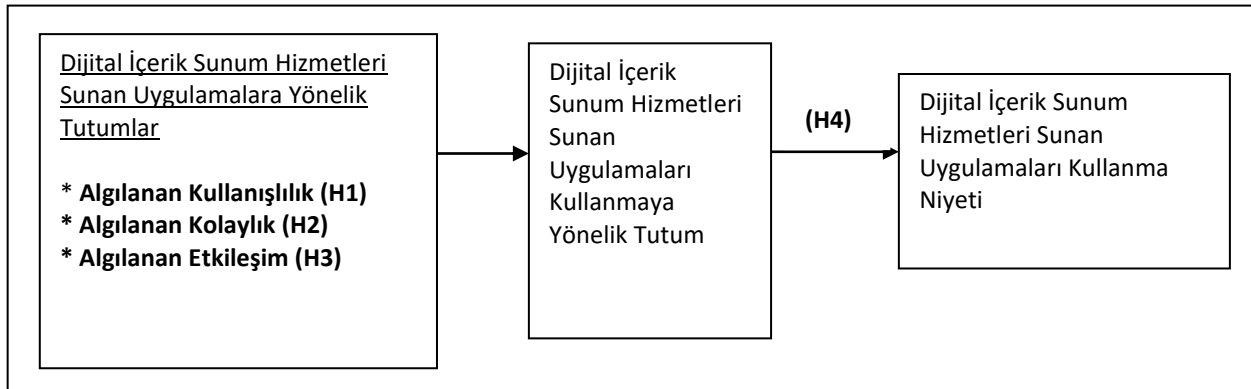 Dijital İçerik Sunum Hizmetleri
Sunan Uygulamalara Yönelik
Tutumlar
* Algılanan Kullanışlılık (H1)
* Algılanan Kolaylık (H2)
* Algılanan Etkileşim (H3)
Dijital İçerik
Sunum Hizmetleri
Sunan
Uygulamaları
Kullanmaya
Yönelik Tutum
(H4)
Dijital İçerik Sunum
Hizmetleri Sunan
Uygulamaları Kullanma
Niyeti